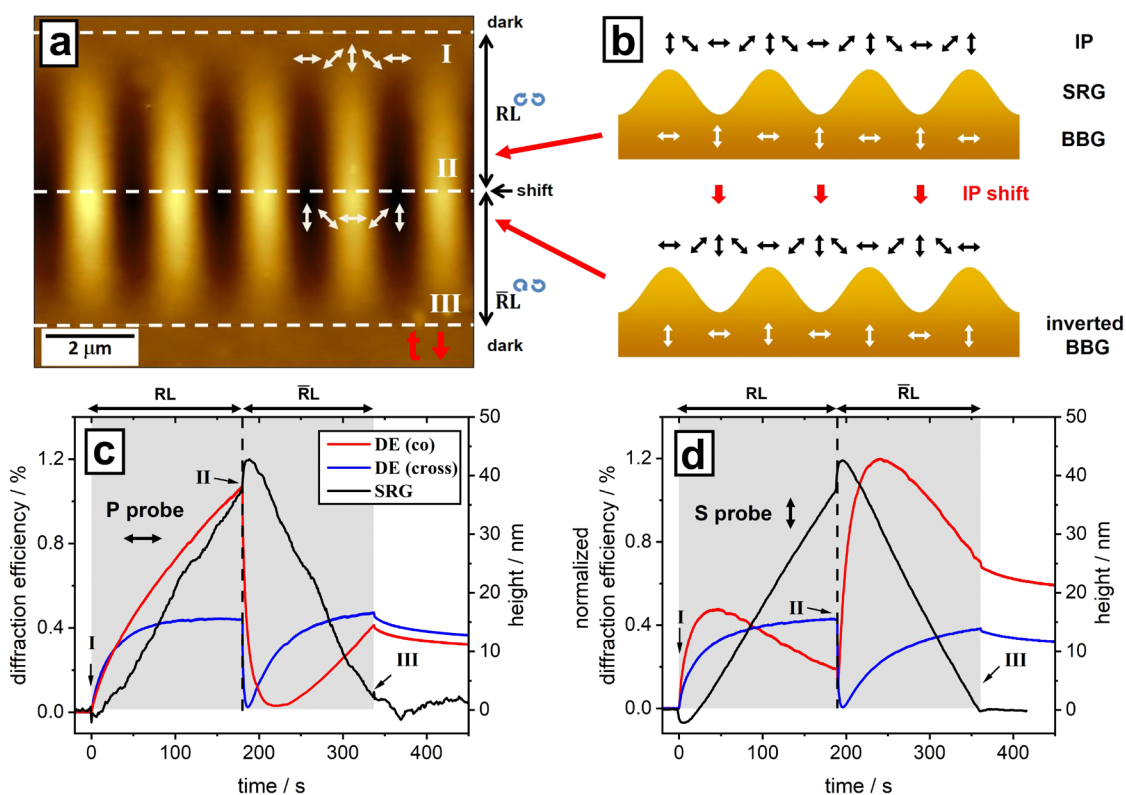 a
dark
I
RL
II
shift
III
R̅L
2 μm
t
dark
b
IP
SRG
BBG
IP shift
inverted
BBG
RL
R̅L
c
II
DE (co)
DE (cross)
SRG
P probe
I
III
diffraction efficiency / %
0.0
0.4
0.8
1.2
height / nm
0
10
20
30
40
50
0
100
200
300
400
time / s
RL
R̅L
d
S probe
II
I
III
normalized
diffraction efficiency / %
0.0
0.4
0.8
1.2
height / nm
0
10
20
30
40
50
0
100
200
300
400
time / s